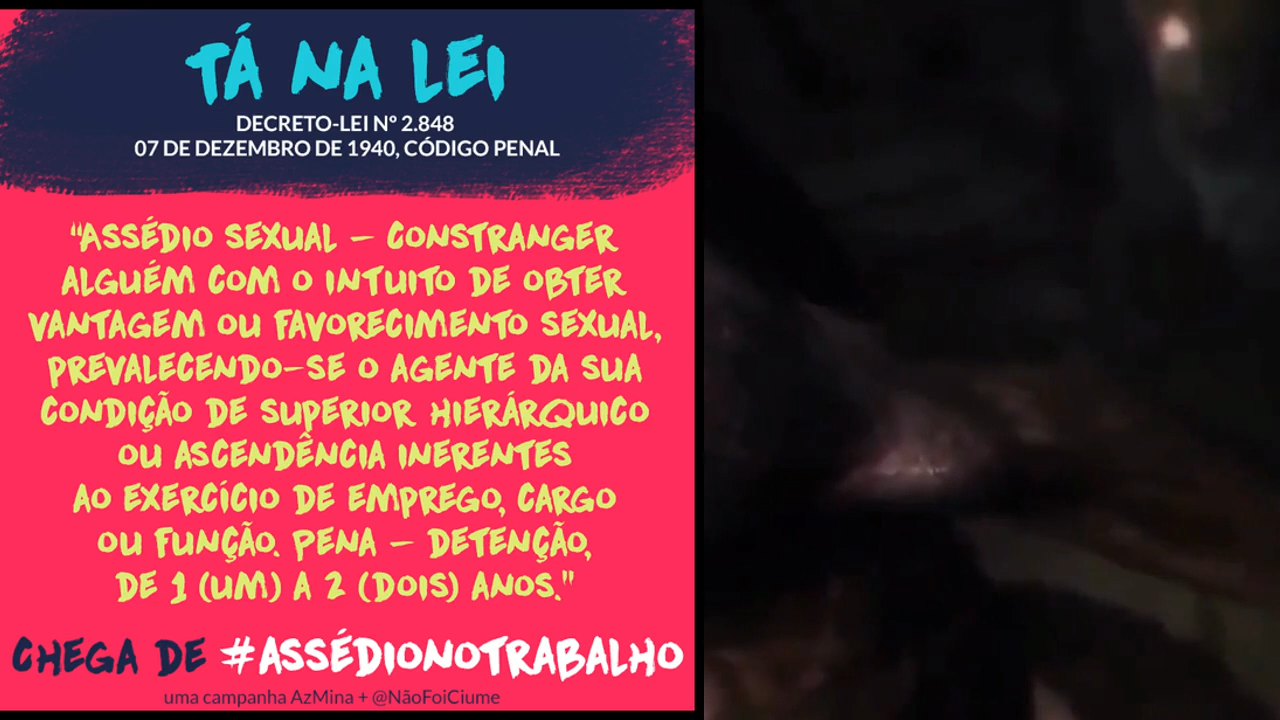 TÁ NA LEI
DECRETO-LEI Nº 2.848
07 DE DEZEMBRO DE 1940, CÓDIGO PENAL
"ASSÉDIO SEXUAL – CONSTRANGER
ALGUÉM COM O INTUITO DE OBTER
VANTAGEM OU FAVORECIMENTO SEXUAL,
PREVALECENDO-SE O AGENTE DA SUA
CONDIÇÃO DE SUPERIOR HIERÁRQUICO
OU ASCENDÊNCIA INERENTES
AO EXERCÍCIO DE EMPREGO, CARGO
OU FUNÇÃO. PENA – DETENÇÃO,
DE 1 (UM) A 2 (DOIS) ANOS."
CHEGA DE #ASSÉDIONOTRABALHO
uma campanha AzMina + @NãoFoiCiume